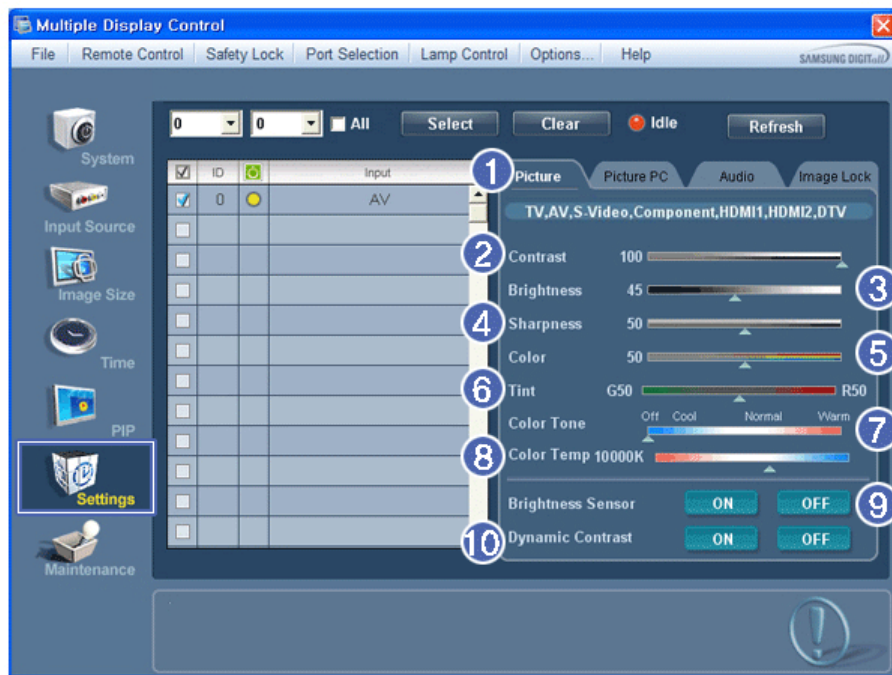 Multiple Display Control
File Remote Control Safety Lock Port Selection Lamp Control Options... Help SAMSUNG DIGITall
0 0 All Select Clear Idle Refresh
System
Input Source
Image Size
Time
PIP
Settings
Maintenance
ID Input
0 AV
1 Picture Picture PC Audio Image Lock
TV,AV,S-Video,Component,HDMI1,HDMI2,DTV
2 Contrast 100
Brightness 45 3
4 Sharpness 50
Color 50 5
6 Tint G50 R50
Color Tone Off Cool Normal Warm 7
8 Color Temp 10000K
Brightness Sensor ON OFF 9
10 Dynamic Contrast ON OFF